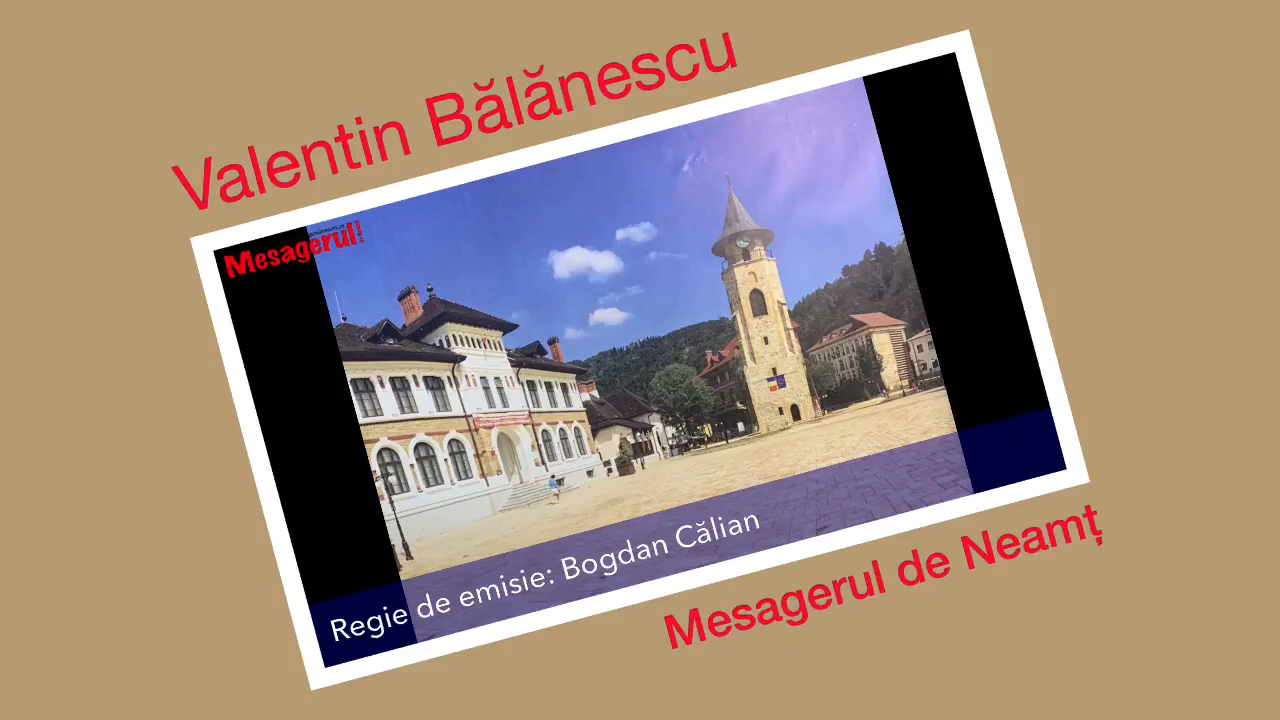 Valentin Bălănescu
Mesagerul
Regie de emisie: Bogdan Călian
Mesagerul de Neamț